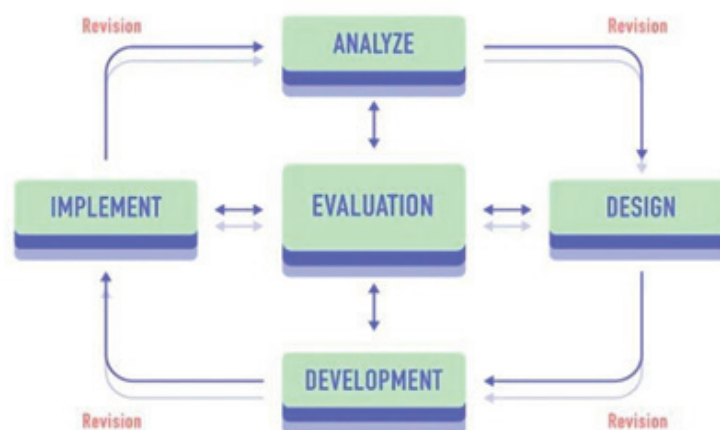 Revision
ANALYZE
Revision
IMPLEMENT
EVALUATION
DESIGN
DEVELOPMENT
Revision
Revision